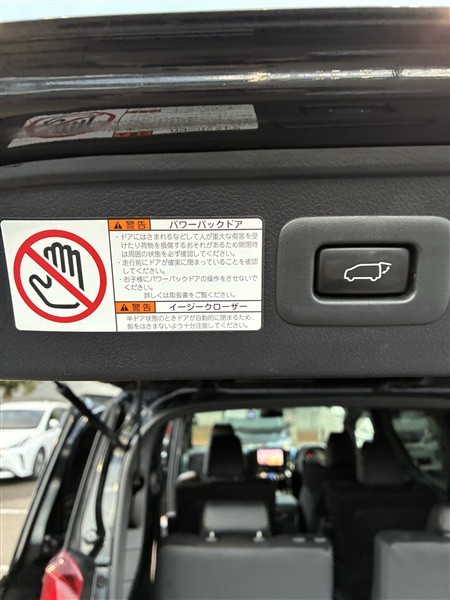 警告 パワーバックドア
・ドアにはさまれるなどして人が重大な傷害を受
けたり荷物を損傷するおそれがあるため開閉時
は周囲の状態を必ず確認してください。
・走行前にドアが確実に閉まっていることを確認
してください。
・お子様にパワーバックドアの操作をさせないで
ください。
詳しくは取扱書をご覧ください。
警告 イージークローザー
半ドア状態のときドアが自動的に閉まるため、
指をはさまないよう十分注意してください。